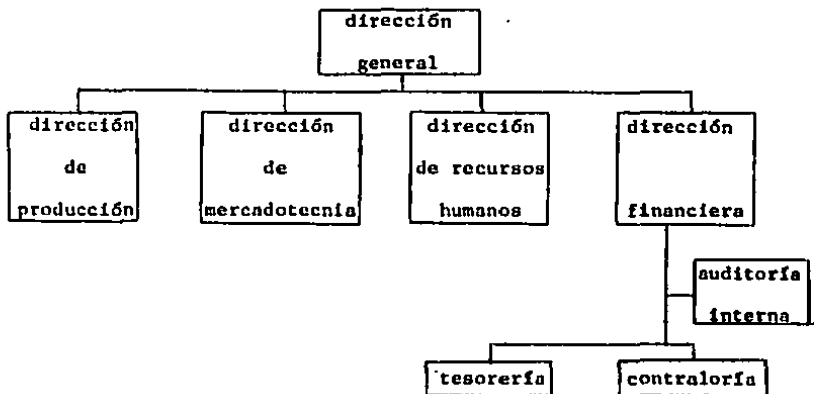 dirección
general
dirección
de
producción
dirección
de
mercadotecnia
dirección
de recursos
humanos
dirección
financiera
auditoría
interna
tesorería
contraloría